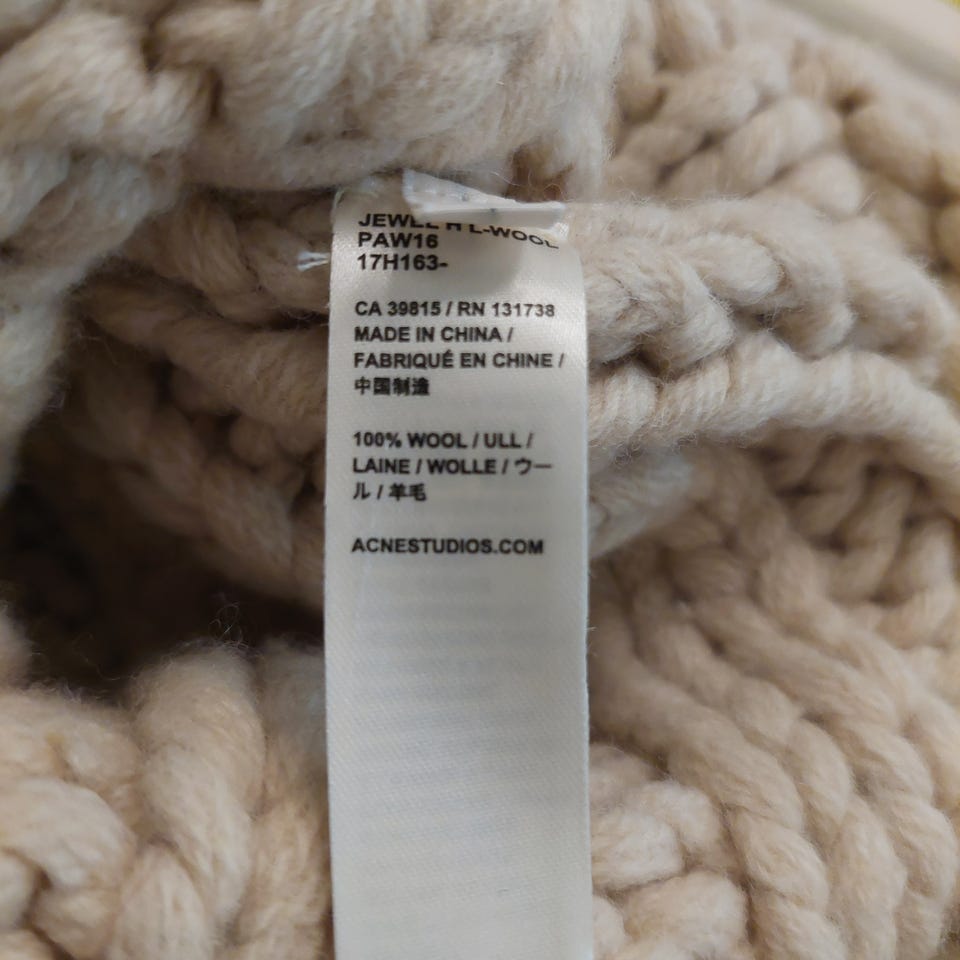 H L-WOOL
PAW16
17H163-
CA 39815 / RN 131738
MADE IN CHINA /
FABRIQUÉ EN CHINE /
中国制造
100% WOOL / ULL /
LAINE / WOLLE / ウー
ル / 羊毛
ACNESTUDIOS.COM